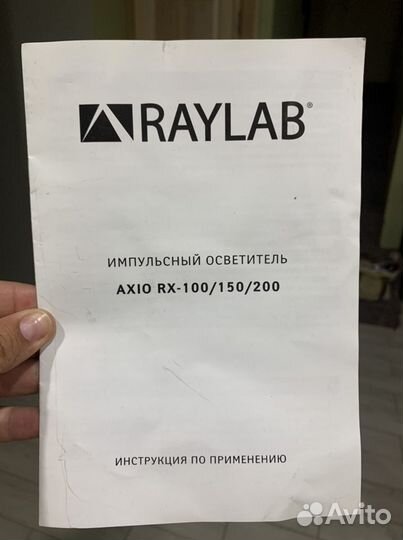 RAYLAB®
ИМПУЛЬСНЫЙ ОСВЕТИТЕЛЬ
AXIO RX-100/150/200
ИНСТРУКЦИЯ ПО ПРИМЕНЕНИЮ
Avito